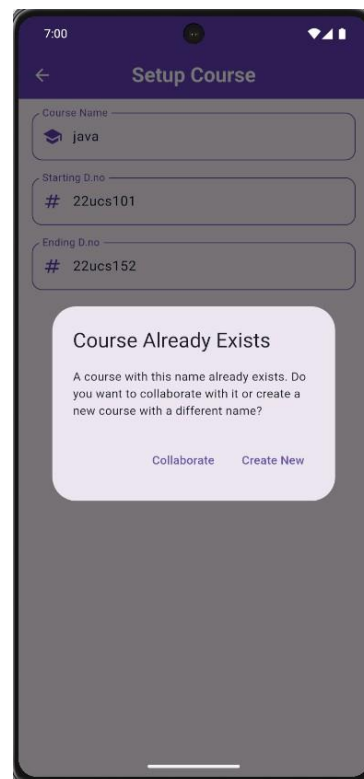 7:00
Setup Course
Course Name
java
Starting D.no
# 22ucs101
Ending D.no
# 22ucs152
Course Already Exists
A course with this name already exists. Do
you want to collaborate with it or create a
new course with a different name?
Collaborate Create New